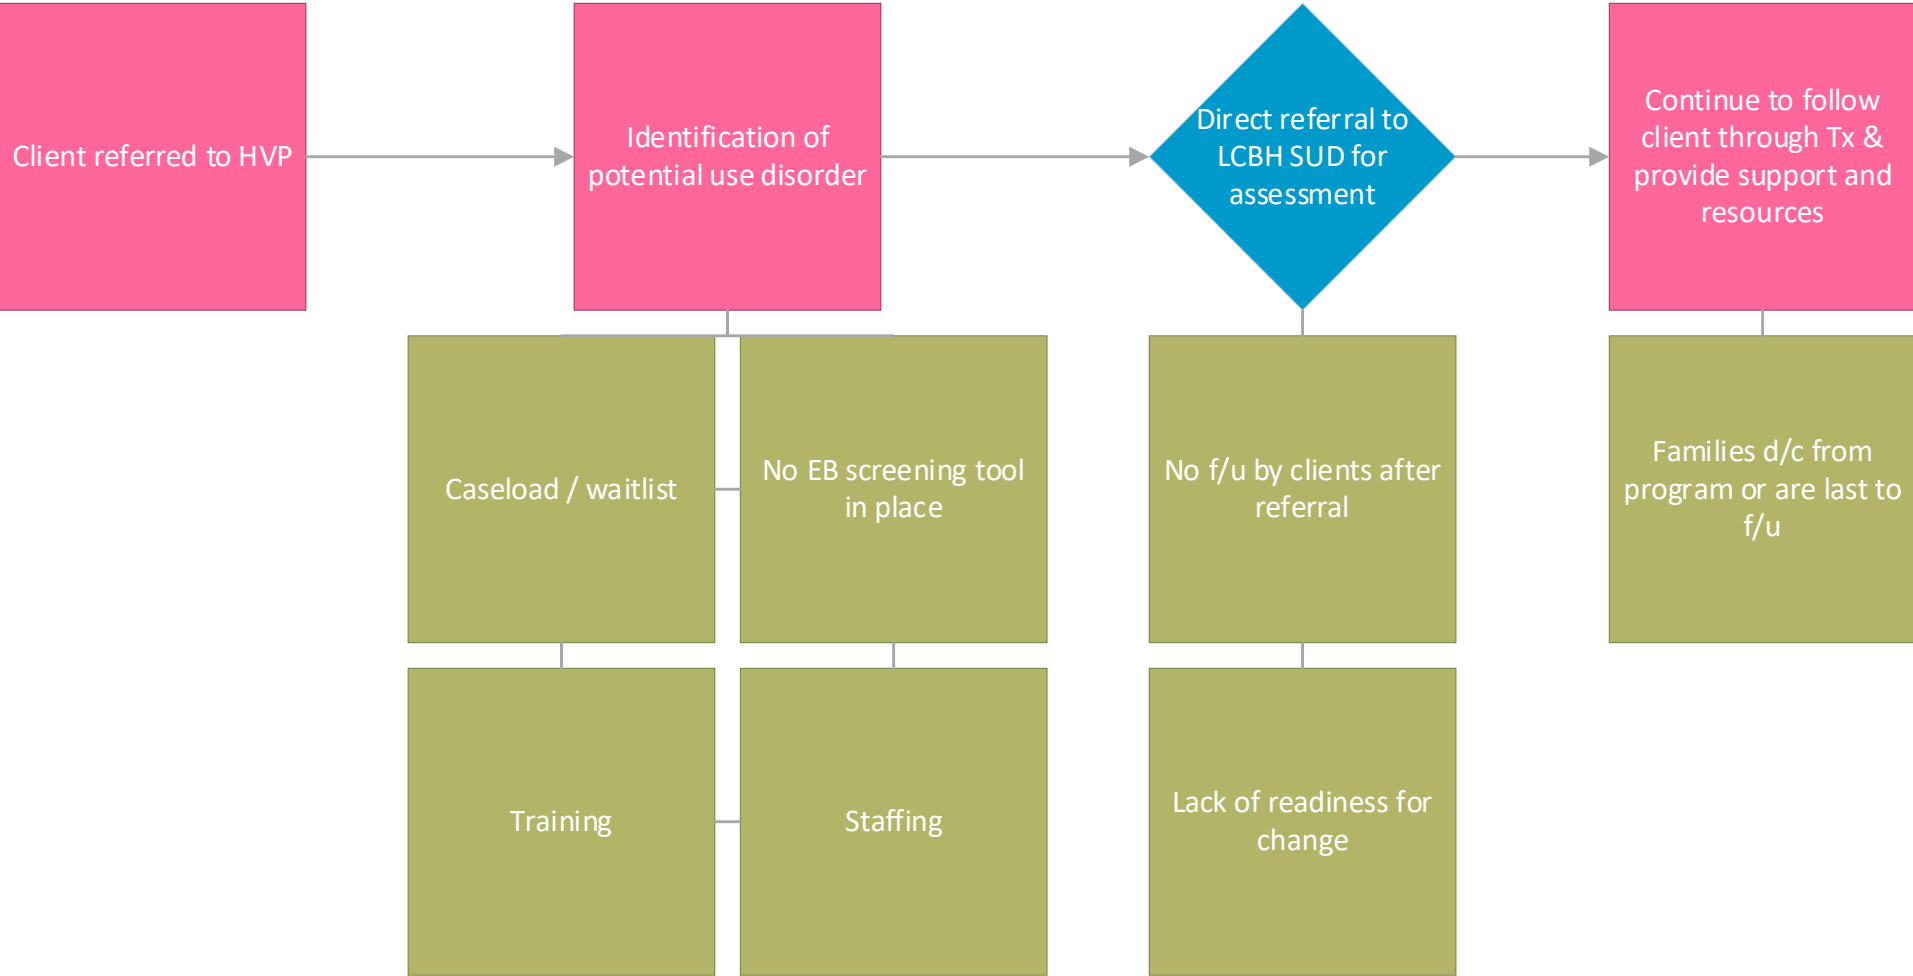 Client referred to HVP
Identification of
potential use disorder
Direct referral to
LCBH SUD for
assessment
Continue to follow
client through Tx &
provide support and
resources
Caseload / waitlist
No EB screening tool
in place
No f/u by clients after
referral
Families d/c from
program or are last to
f/u
Training
Staffing
Lack of readiness for
change